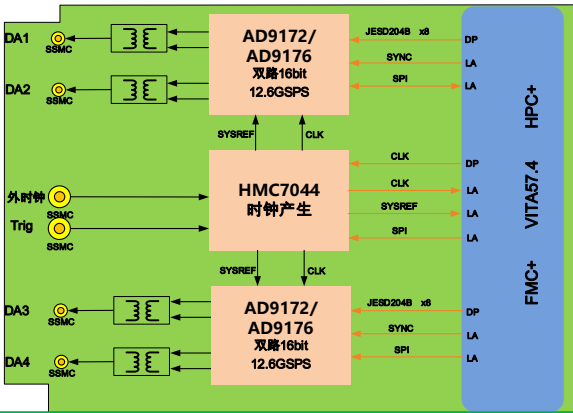 DA1
SSMC
DA2
SSMC
AD9172/
AD9176
双路16bit
12.6GSPS
JESD204B x8
DP
SYNC
LA
SPI
LA
SYSREF
CLK
外时钟
SSMC
Trig
SSMC
HMC7044
时钟产生
CLK
DP
CLK
LA
SYSREF
LA
SPI
LA
SYSREF
CLK
DA3
SSMC
DA4
SSMC
AD9172/
AD9176
双路16bit
12.6GSPS
JESD204B x8
DP
SYNC
LA
SPI
LA
FMC+ VITA57.4 HPC+